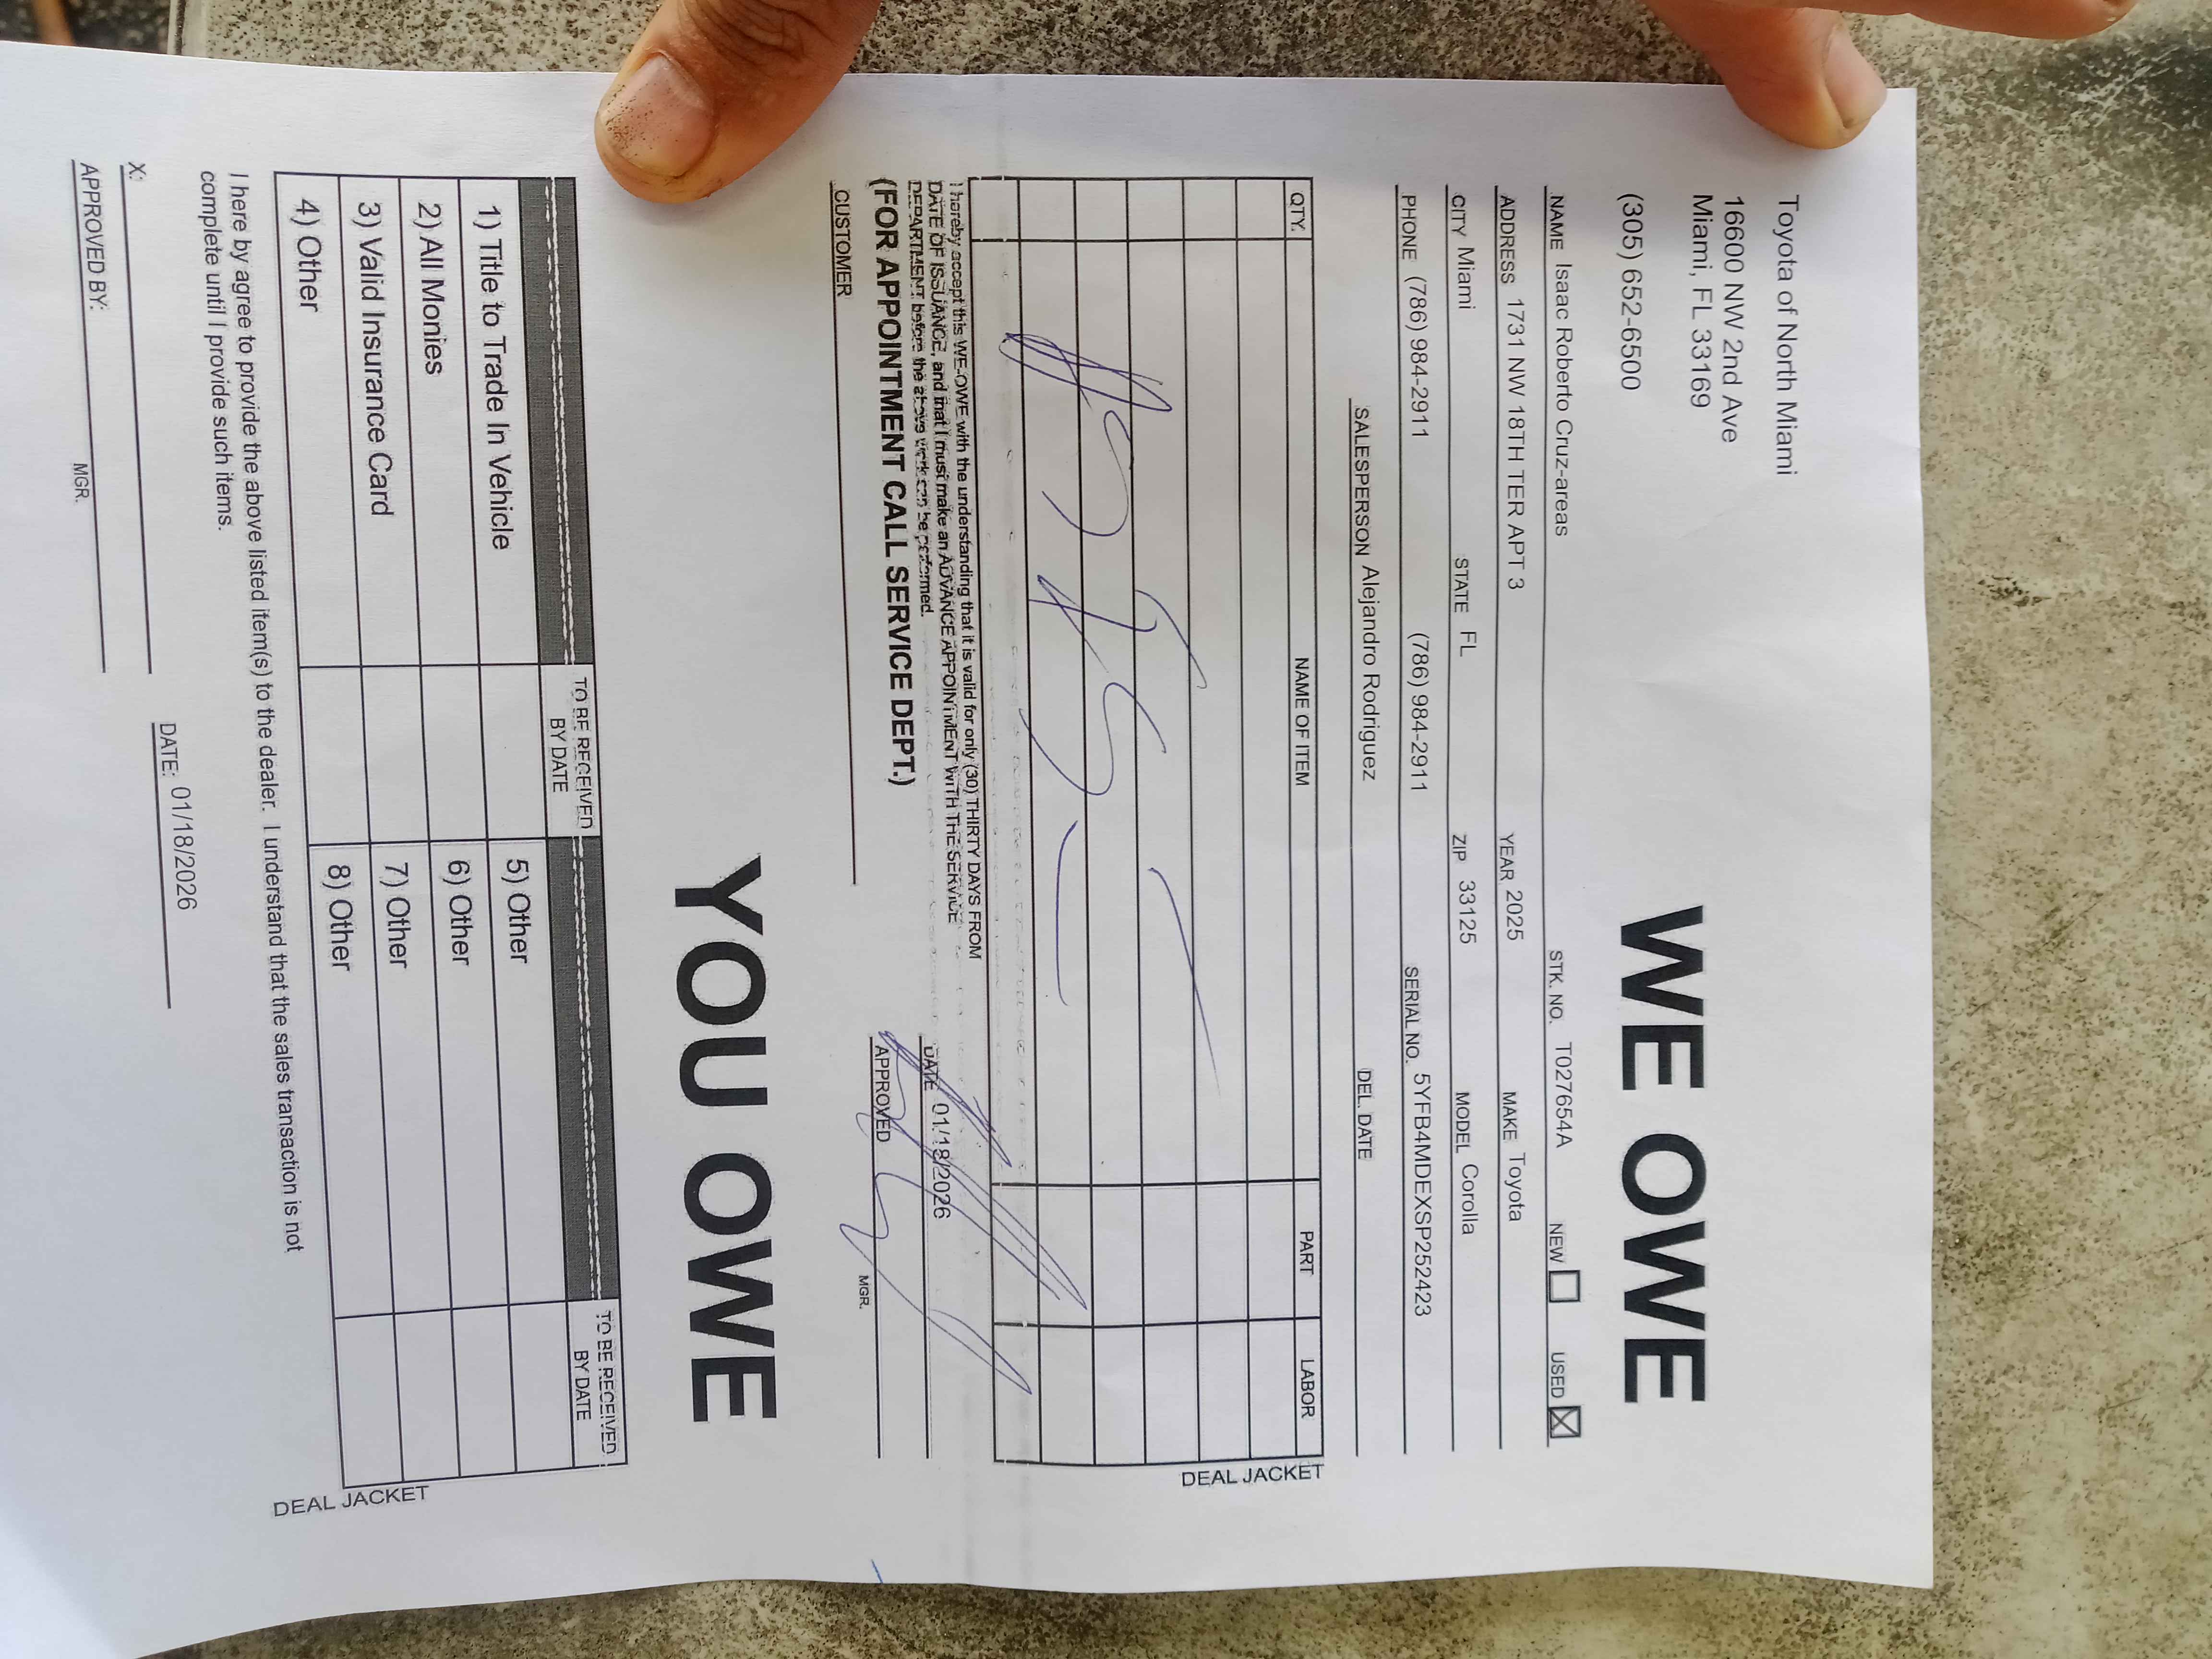 Toyota of North Miami
16600 NW 2nd Ave
Miami, FL 33169
(305) 652-6500
WE OWE
NAME Isaac Roberto Cruz-areas STK. NO. T027654A NEW USED
ADDRESS 1731 NW 18TH TER APT 3 YEAR 2025 MAKE Toyota
CITY Miami STATE FL ZIP 33125 MODEL Corolla
PHONE (786) 984-2911 (786) 984-2911 SERIAL NO. 5YFB4MDEXSP252423
SALESPERSON Alejandro Rodriguez DEL. DATE
QTY. NAME OF ITEM PART LABOR
DEAL JACKET
I hereby accept this WE-OWE with the understanding that it is valid for only (30) THIRTY DAYS FROM
DATE OF ISSUANCE, and that I must make an ADVANCE APPOINTMENT WITH THE SERVICE
DEPARTMENT before the above work can be performed.
(FOR APPOINTMENT CALL SERVICE DEPT.)
DATE 01/18/2026
CUSTOMER APPROVED MGR.
YOU OWE
TO BE RECEIVED BY DATE TO BE RECEIVED BY DATE
1) Title to Trade In Vehicle 5) Other
2) All Monies 6) Other
3) Valid Insurance Card 7) Other
4) Other 8) Other
DEAL JACKET
I here by agree to provide the above listed item(s) to the dealer. I understand that the sales transaction is not
complete until I provide such items.
X: DATE: 01/18/2026
APPROVED BY: MGR.